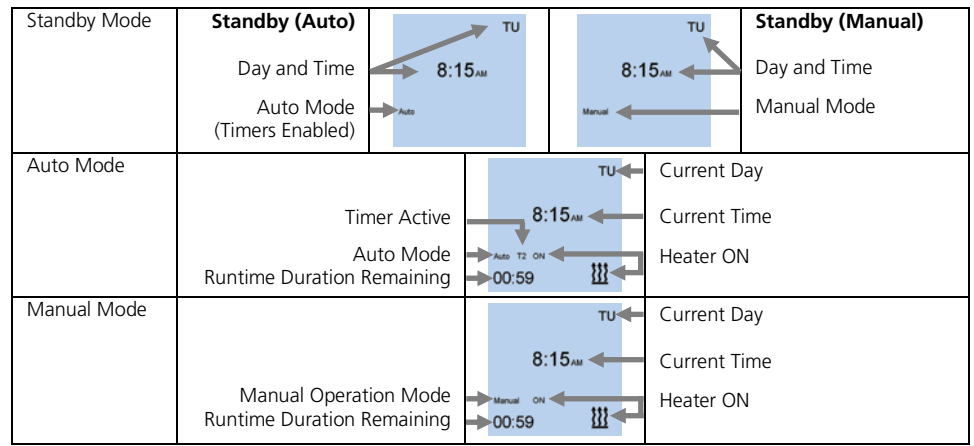 Standby Mode
Standby (Auto)
Day and Time
Auto Mode
(Timers Enabled)
TU
8:15AM
Auto
TU
8:15AM
Manual
Standby (Manual)
Day and Time
Manual Mode
Auto Mode
Timer Active
Auto Mode
Runtime Duration Remaining
TU
8:15AM
Auto T2 ON
00:59
Current Day
Current Time
Heater ON
Manual Mode
Manual Operation Mode
Runtime Duration Remaining
TU
8:15AM
Manual ON
00:59
Current Day
Current Time
Heater ON